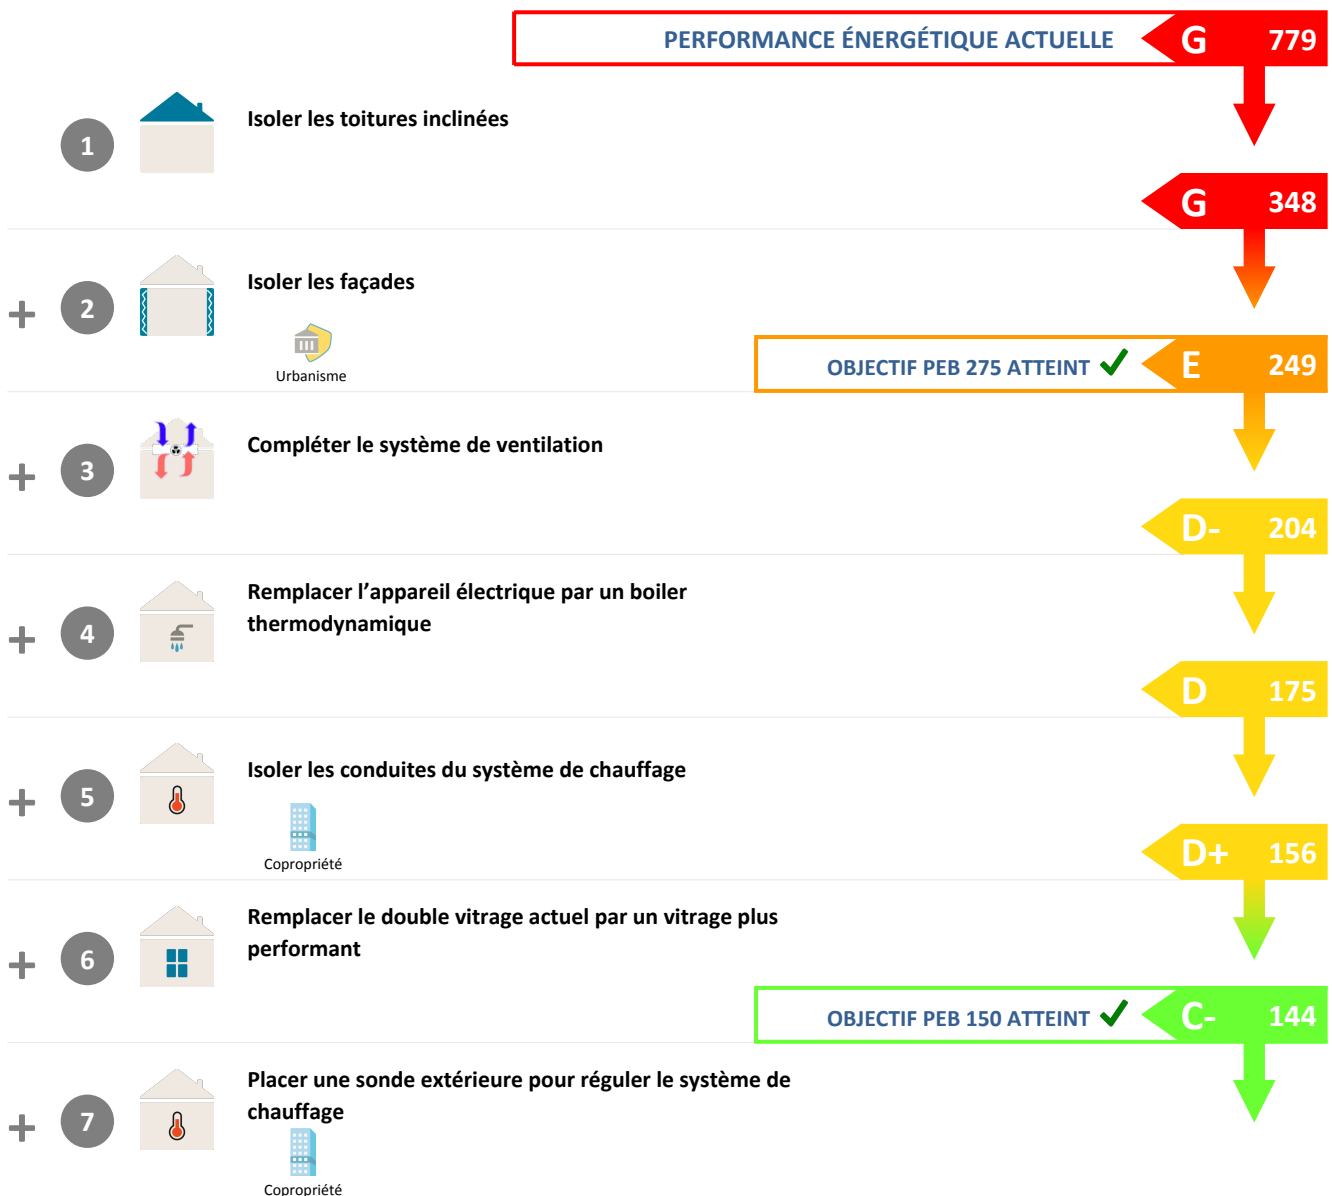 PERFORMANCE ÉNERGÉTIQUE ACTUELLE G 779
1 Isoler les toitures inclinées
G 348
+ 2 Isoler les façades
Urbanisme
OBJECTIF PEB 275 ATTEINT E 249
+ 3 Compléter le système de ventilation
D- 204
+ 4 Remplacer l’appareil électrique par un boiler
thermodynamique
D 175
+ 5 Isoler les conduites du système de chauffage
Copropriété
D+ 156
+ 6 Remplacer le double vitrage actuel par un vitrage plus
performant
OBJECTIF PEB 150 ATTEINT C- 144
+ 7 Placer une sonde extérieure pour réguler le système de
chauffage
Copropriété